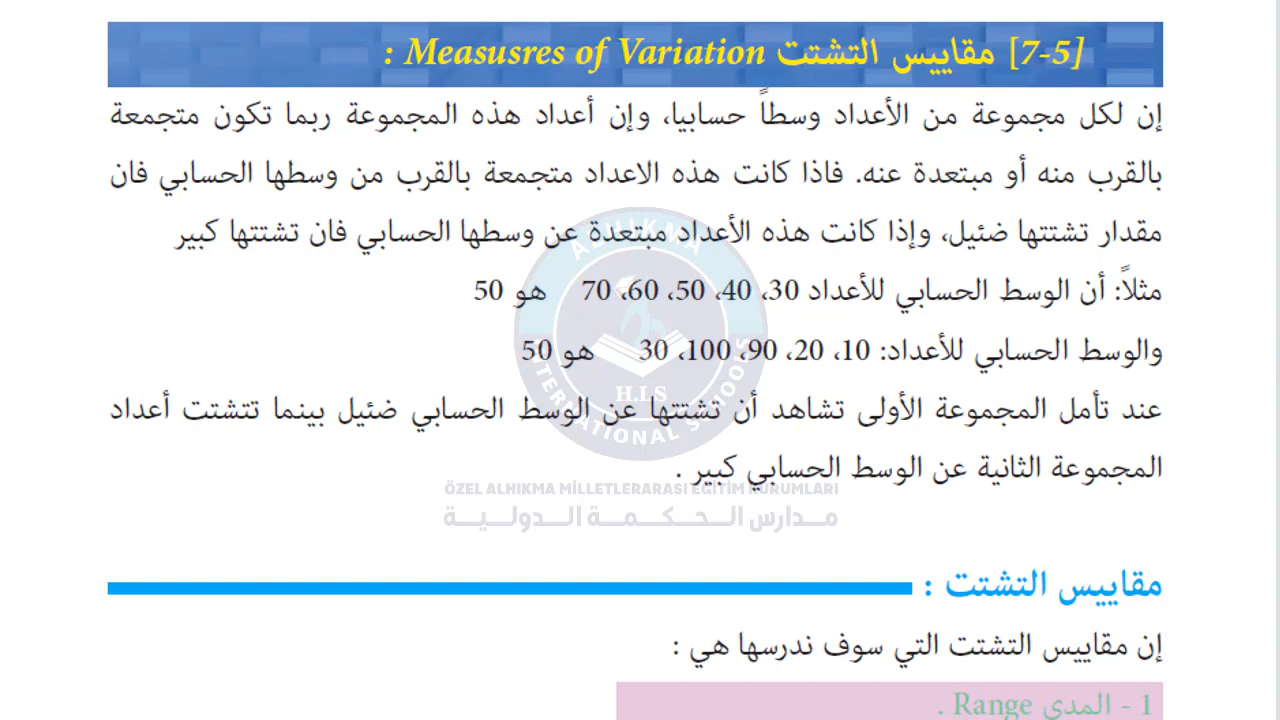 [7-5] مقاييس التشتت Measusres of Variation :
إن لكل مجموعة من الأعداد وسطاً حسابيا، وإن أعداد هذه المجموعة ربما تكون متجمعة
بالقرب منه أو مبتعدة عنه. فاذا كانت هذه الاعداد متجمعة بالقرب من وسطها الحسابي فان
مقدار تشتتها ضئيل، وإذا كانت هذه الأعداد مبتعدة عن وسطها الحسابي فان تشتتها كبير
مثلاً: أن الوسط الحسابي للأعداد 30، 40، 50، 60، 70 هو 50
والوسط الحسابي للأعداد: 10، 20، 90، 100، 30 هو 50
عند تأمل المجموعة الأولى تشاهد أن تشتتها عن الوسط الحسابي ضئيل بينما تتشتت أعداد
المجموعة الثانية عن الوسط الحسابي كبير .
ALHIKMA
INTERNATIONAL SCHOOLS
H.I.S
ÖZEL ALHIKMA MİLLETLERARASI EĞİTİM KURUMLARI
مدارس الحكمة الدولية
مقاييس التشتت :
إن مقاييس التشتت التي سوف ندرسها هي :
1 - المدى Range .